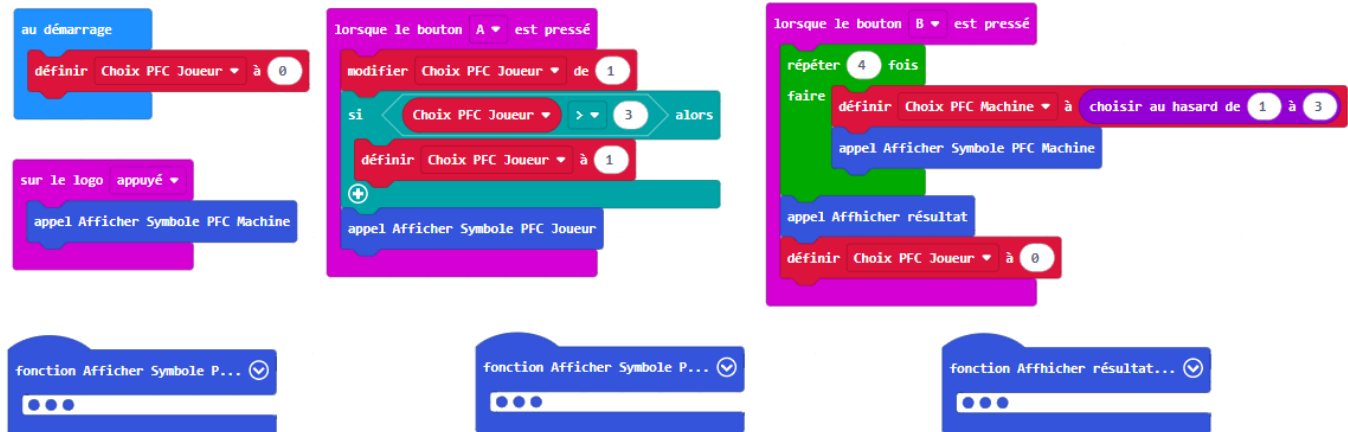 au démarrage
définir Choix PFC Joueur à 0
sur le logo appuyé
appel Afficher Symbole PFC Machine
lorsque le bouton A est pressé
modifier Choix PFC Joueur de 1
si Choix PFC Joueur > 3 alors
définir Choix PFC Joueur à 1
appel Afficher Symbole PFC Joueur
lorsque le bouton B est pressé
répéter 4 fois
faire
définir Choix PFC Machine à choisir au hasard de 1 à 3
appel Afficher Symbole PFC Machine
appel Affhicher résultat
définir Choix PFC Joueur à 0
fonction Afficher Symbole P...
fonction Afficher Symbole P...
fonction Affhicher résultat...